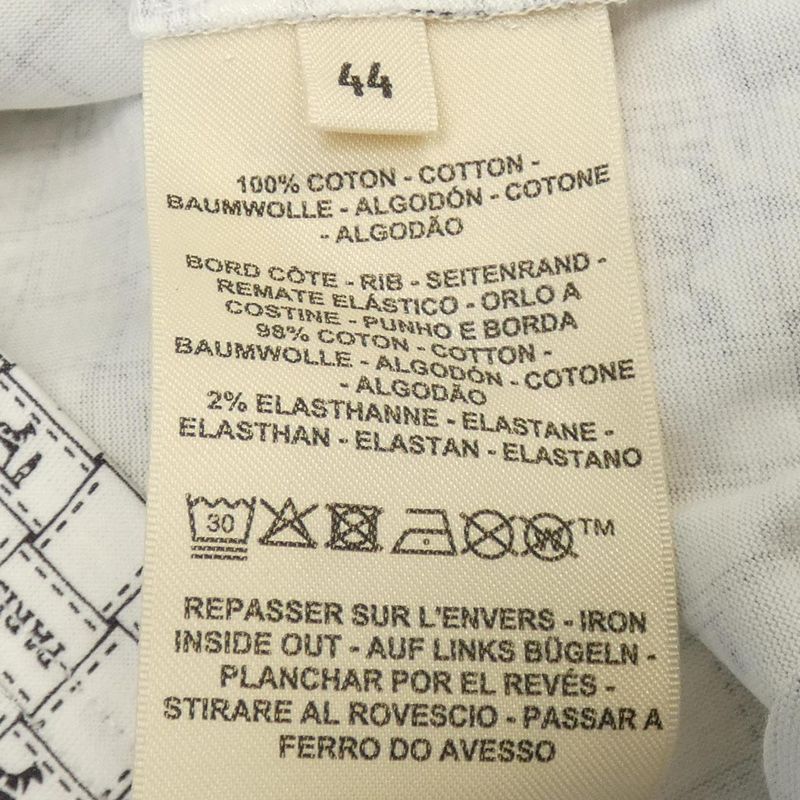 44
100% COTON - COTTON -
BAUMWOLLE - ALGODÓN - COTONE
- ALGODÃO
BORD CÔTE - RIB - SEITENRAND -
REMATE ELÁSTICO - ORLO A
COSTINE - PUNHO E BORDA
98% COTON - COTTON -
BAUMWOLLE - ALGODÓN - COTONE
- ALGODÃO
2% ELASTHANNE - ELASTANE -
ELASTHAN - ELASTAN - ELASTANO
30 W TM
REPASSER SUR L'ENVERS - IRON
INSIDE OUT - AUF LINKS BÜGELN -
PLANCHAR POR EL REVÉS -
STIRARE AL ROVESCIO - PASSAR A
FERRO DO AVESSO
PARIS